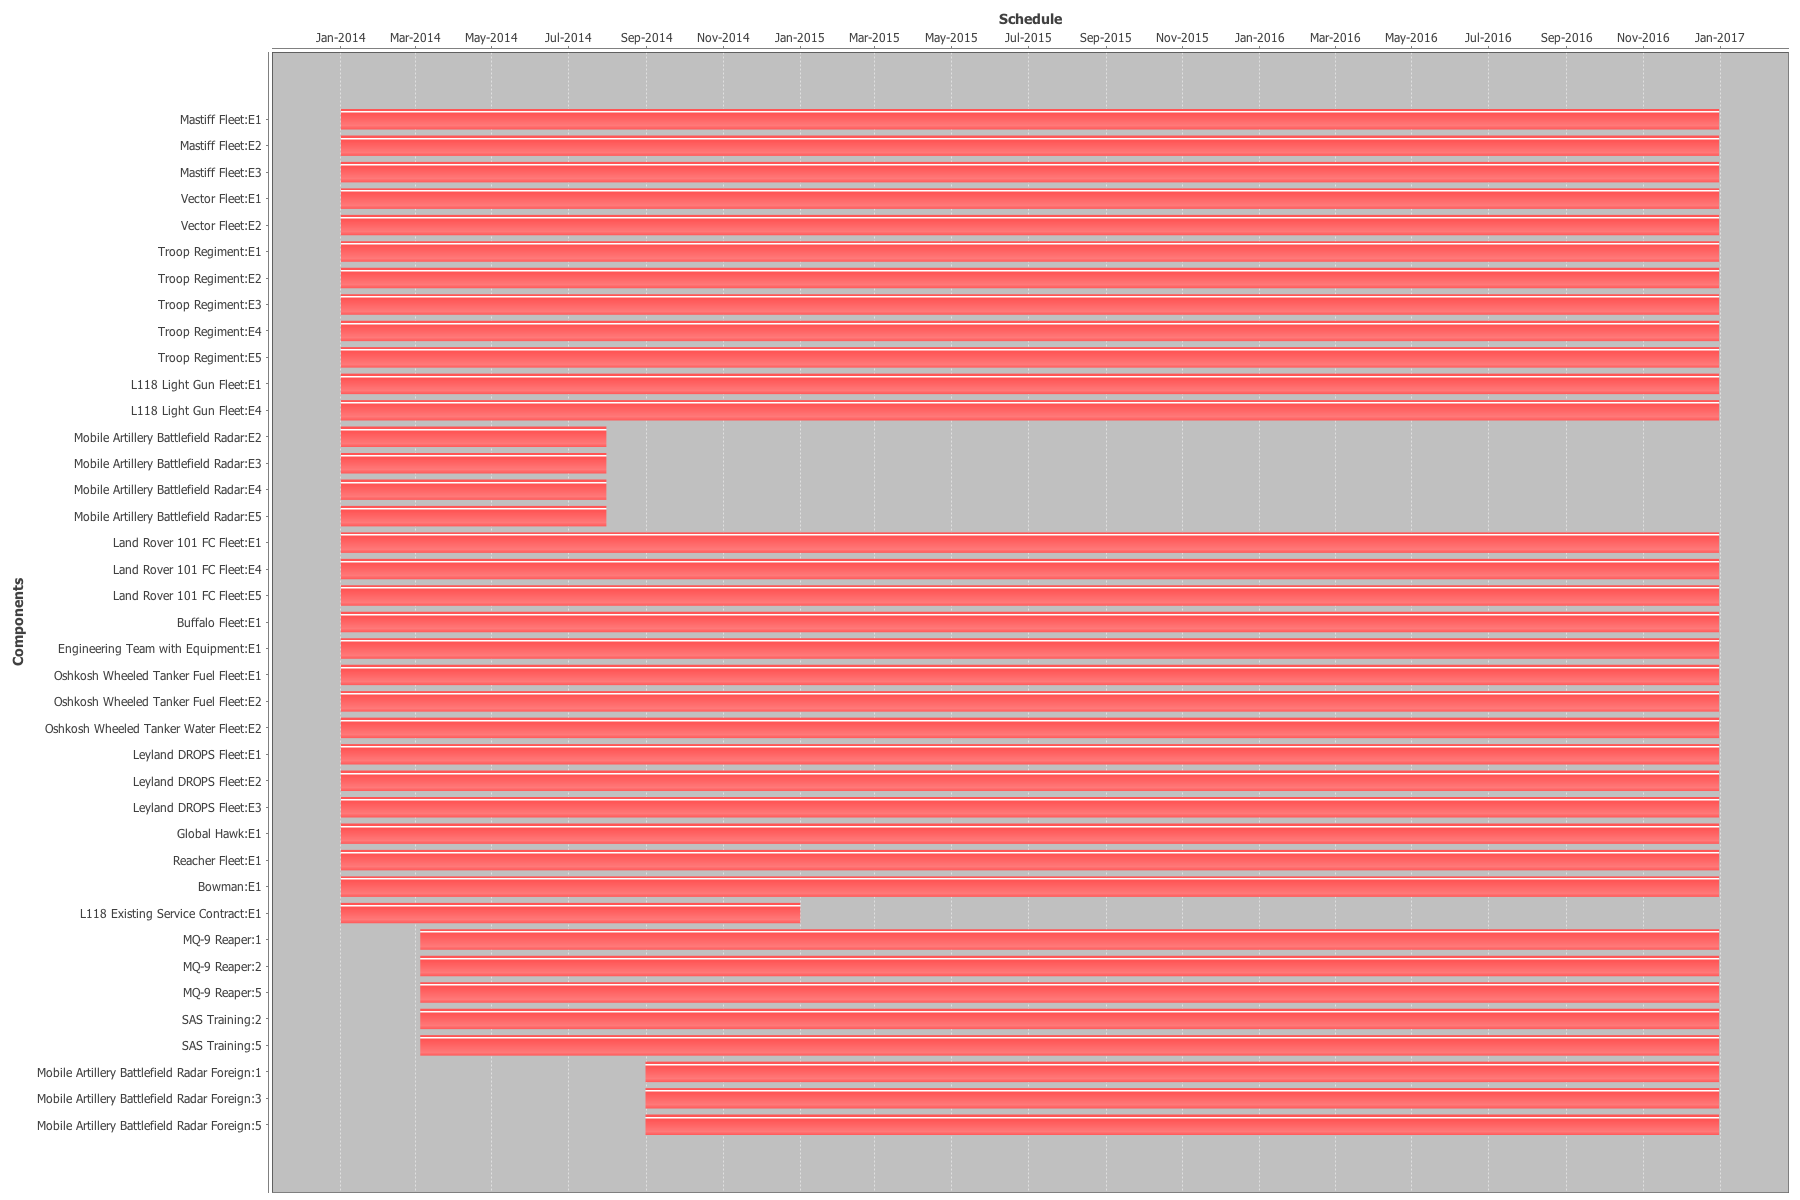 Schedule
Jan-2014 Mar-2014 May-2014 Jul-2014 Sep-2014 Nov-2014 Jan-2015 Mar-2015 May-2015 Jul-2015 Sep-2015 Nov-2015 Jan-2016 Mar-2016 May-2016 Jul-2016 Sep-2016 Nov-2016 Jan-2017
Components
Mastiff Fleet:E1
Mastiff Fleet:E2
Mastiff Fleet:E3
Vector Fleet:E1
Vector Fleet:E2
Troop Regiment:E1
Troop Regiment:E2
Troop Regiment:E3
Troop Regiment:E4
Troop Regiment:E5
L118 Light Gun Fleet:E1
L118 Light Gun Fleet:E4
Mobile Artillery Battlefield Radar:E2
Mobile Artillery Battlefield Radar:E3
Mobile Artillery Battlefield Radar:E4
Mobile Artillery Battlefield Radar:E5
Land Rover 101 FC Fleet:E1
Land Rover 101 FC Fleet:E4
Land Rover 101 FC Fleet:E5
Buffalo Fleet:E1
Engineering Team with Equipment:E1
Oshkosh Wheeled Tanker Fuel Fleet:E1
Oshkosh Wheeled Tanker Fuel Fleet:E2
Oshkosh Wheeled Tanker Water Fleet:E2
Leyland DROPS Fleet:E1
Leyland DROPS Fleet:E2
Leyland DROPS Fleet:E3
Global Hawk:E1
Reacher Fleet:E1
Bowman:E1
L118 Existing Service Contract:E1
MQ-9 Reaper:1
MQ-9 Reaper:2
MQ-9 Reaper:5
SAS Training:2
SAS Training:5
Mobile Artillery Battlefield Radar Foreign:1
Mobile Artillery Battlefield Radar Foreign:3
Mobile Artillery Battlefield Radar Foreign:5